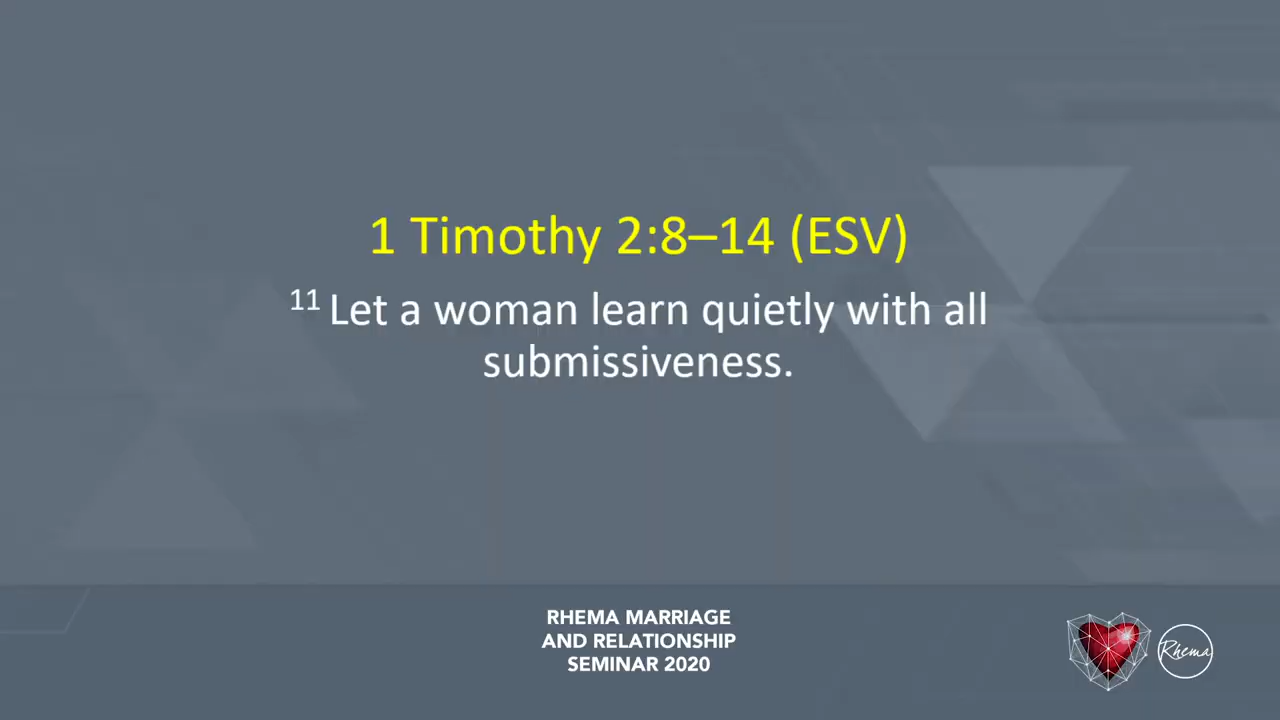 1 Timothy 2:8–14 (ESV)
11 Let a woman learn quietly with all
submissiveness.
RHEMA MARRIAGE
AND RELATIONSHIP
SEMINAR 2020
Rhema